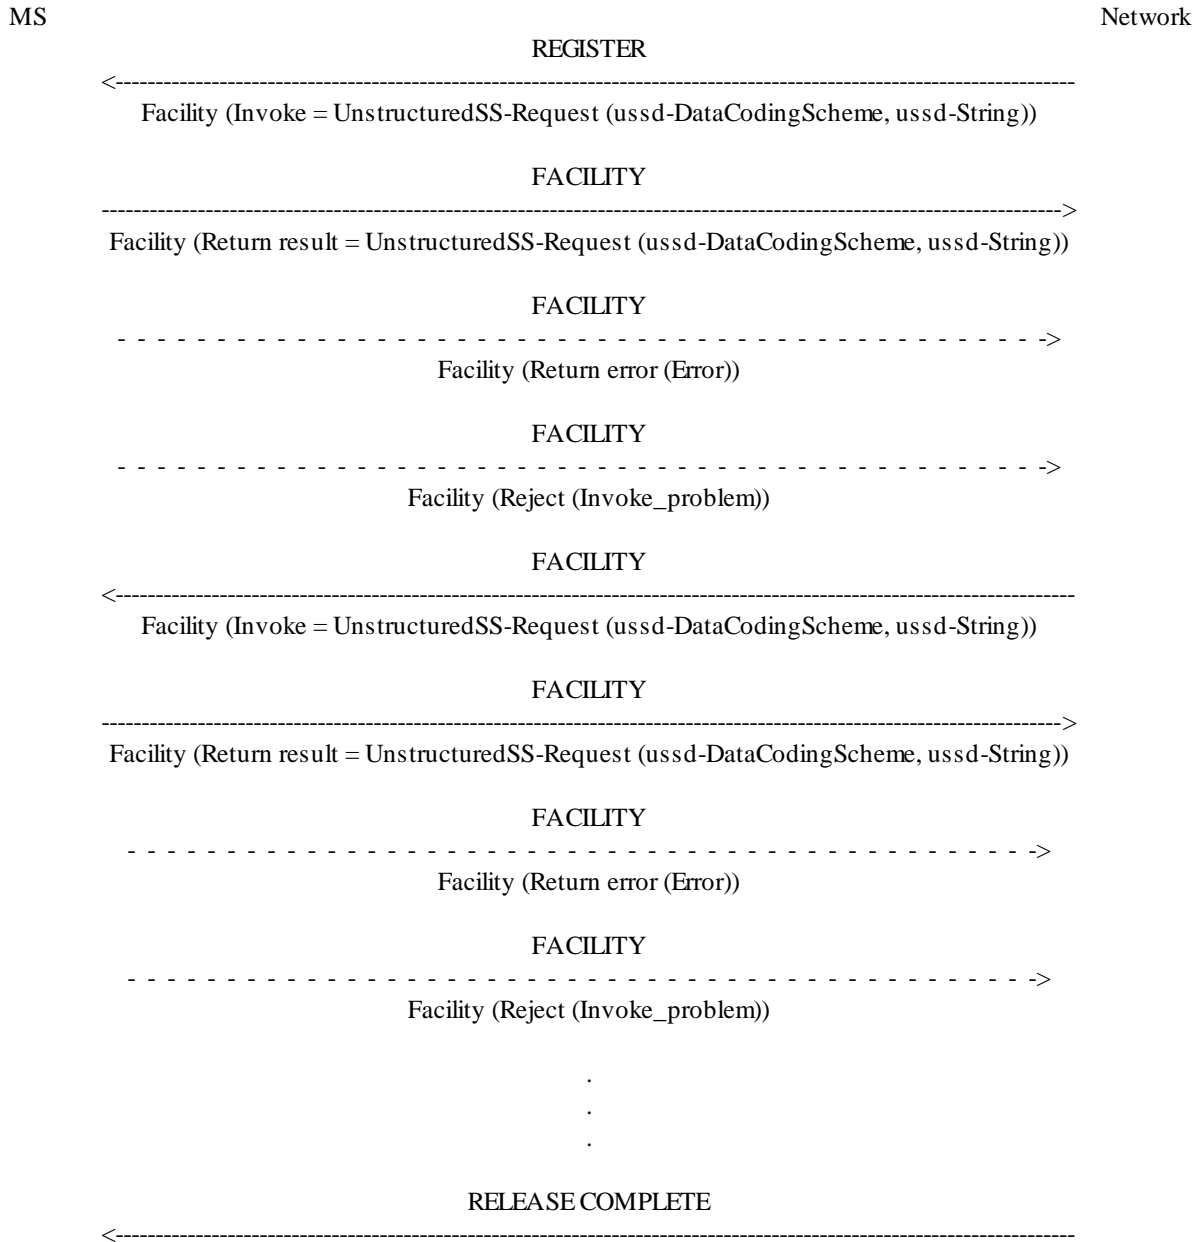 MS Network
REGISTER
<------------------------------------------------------------------------------------------------------------------------
Facility (Invoke = UnstructuredSS-Request (ussd-DataCodingScheme, ussd-String))
FACILITY
------------------------------------------------------------------------------------------------------------------------>
Facility (Return result = UnstructuredSS-Request (ussd-DataCodingScheme, ussd-String))
FACILITY
- - - - - - - - - - - - - - - - - - - - - - - - - - - - - - - - - - - - - - - - - - - - - - ->
Facility (Return error (Error))
FACILITY
- - - - - - - - - - - - - - - - - - - - - - - - - - - - - - - - - - - - - - - - - - - - - - ->
Facility (Reject (Invoke_problem))
FACILITY
<------------------------------------------------------------------------------------------------------------------------
Facility (Invoke = UnstructuredSS-Request (ussd-DataCodingScheme, ussd-String))
FACILITY
------------------------------------------------------------------------------------------------------------------------>
Facility (Return result = UnstructuredSS-Request (ussd-DataCodingScheme, ussd-String))
FACILITY
- - - - - - - - - - - - - - - - - - - - - - - - - - - - - - - - - - - - - - - - - - - - - ->
Facility (Return error (Error))
FACILITY
- - - - - - - - - - - - - - - - - - - - - - - - - - - - - - - - - - - - - - - - - - - - - ->
Facility (Reject (Invoke_problem))
.
.
.
RELEASE COMPLETE
<------------------------------------------------------------------------------------------------------------------------